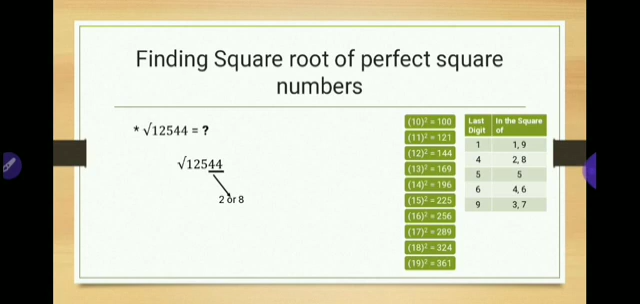 Finding Square root of perfect square
numbers
* √12544 = ?
√12544
2 or 8
(10)² = 100
(11)² = 121
(12)² = 144
(13)² = 169
(14)² = 196
(15)² = 225
(16)² = 256
(17)² = 289
(18)² = 324
(19)² = 361
Last Digit In the Square of
1 1, 9
4 2, 8
5 5
6 4, 6
9 3, 7